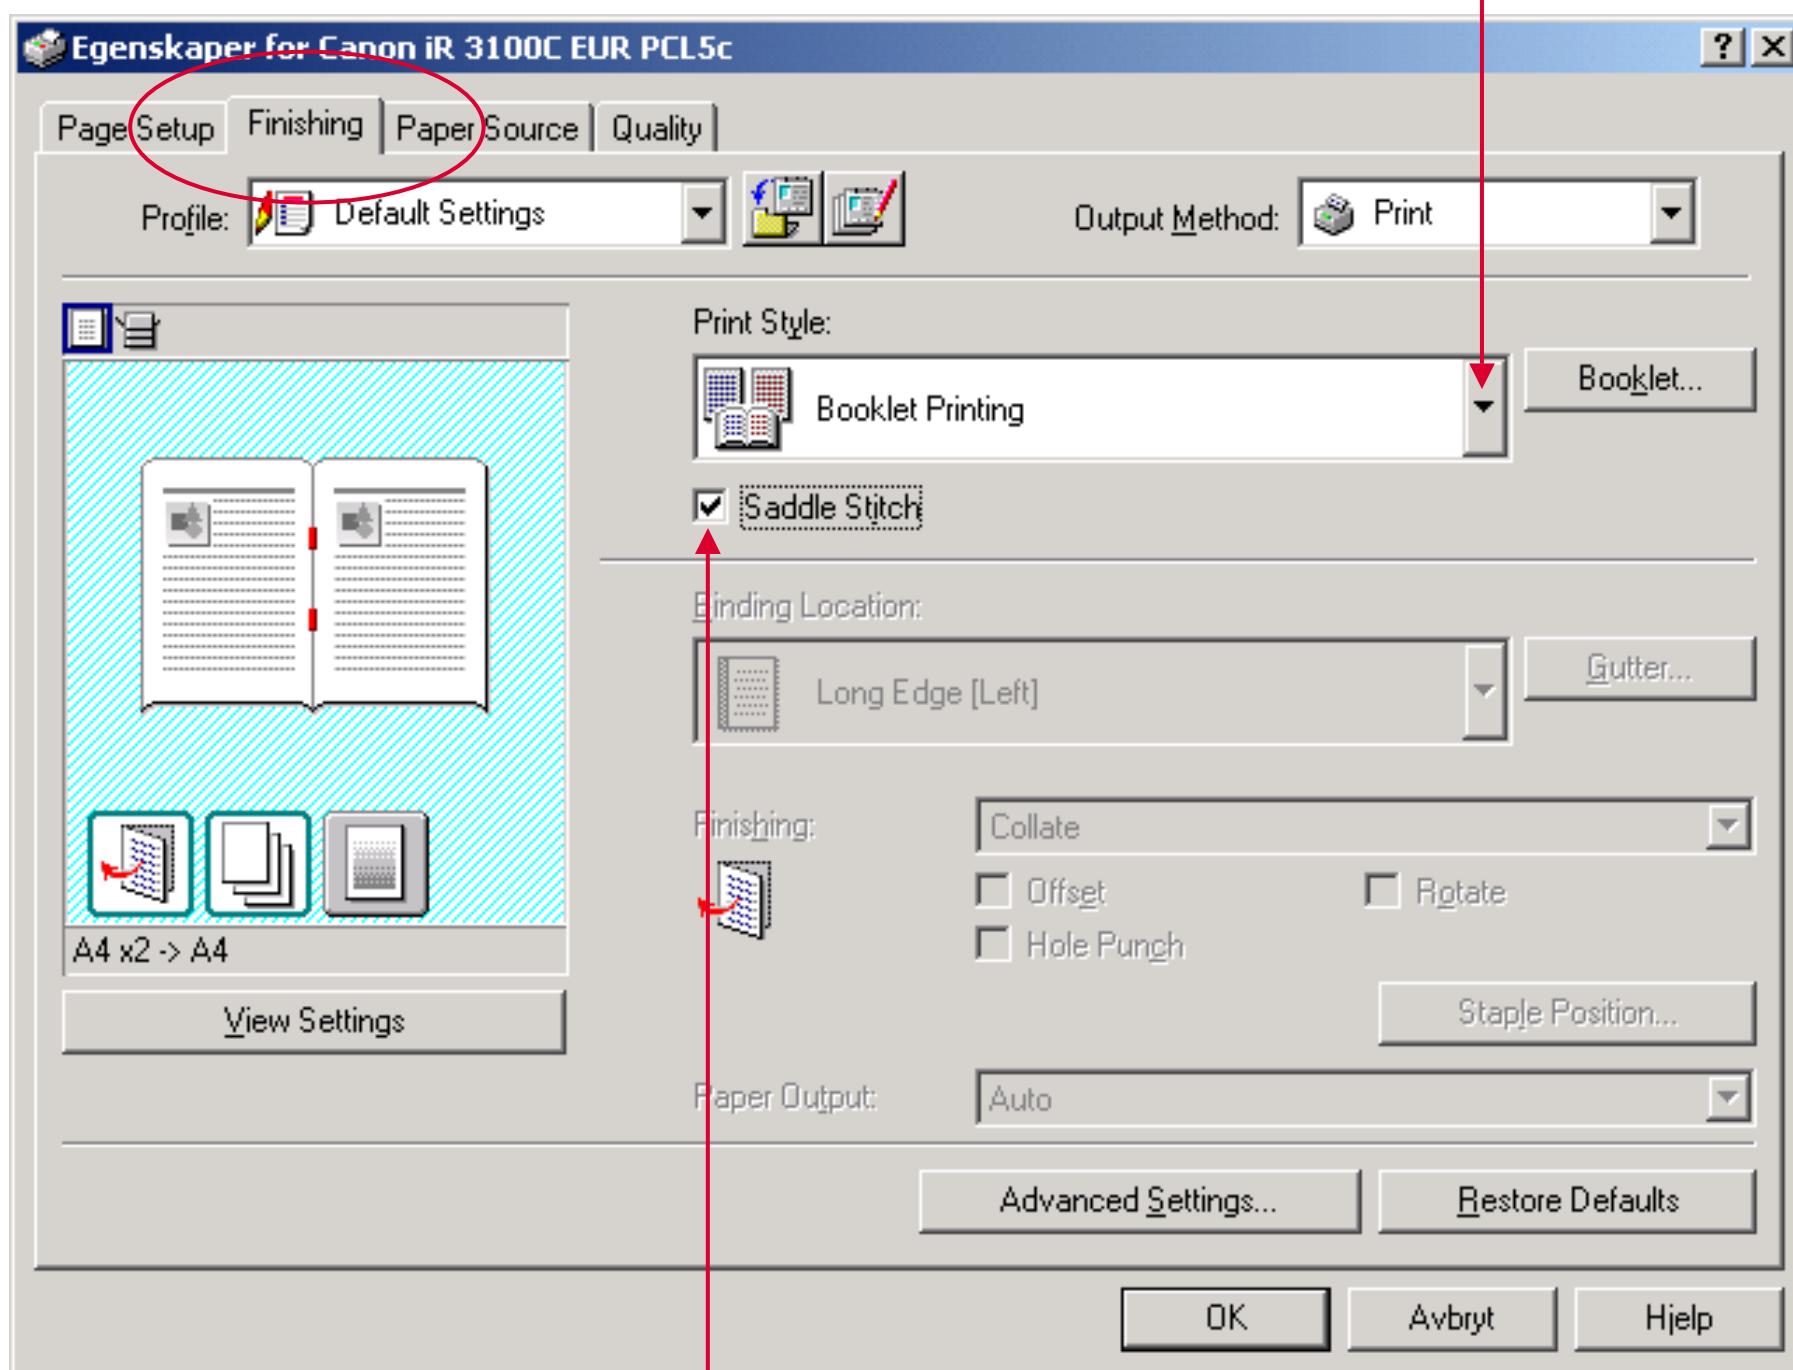 Egenskaper for Canon iR 3100C EUR PCL5c
Page Setup
Finishing
Paper Source
Quality
Profile:
Default Settings
Output Method:
Print
Print Style:
Booklet Printing
Booklet...
Saddle Stitch
Binding Location:
Long Edge [Left]
Gutter...
Finishing:
Collate
Offset
Rotate
Hole Punch
A4 x2 -> A4
View Settings
Staple Position...
Paper Output:
Auto
Advanced Settings...
Restore Defaults
OK
Avbryt
Hjelp